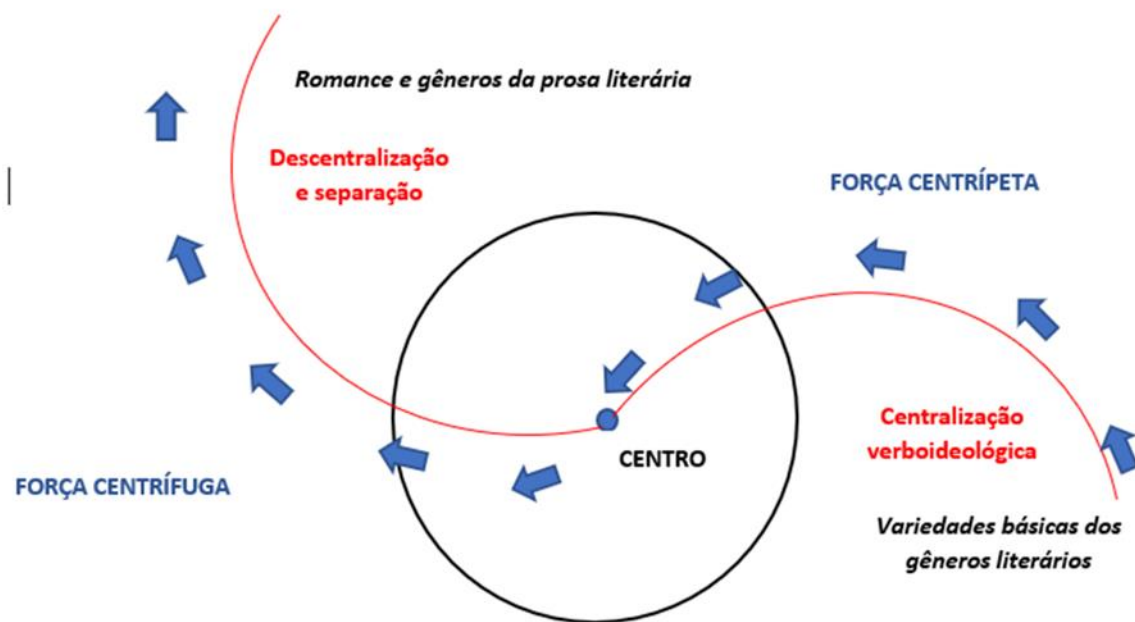 Romance e gêneros da prosa literária
Descentralização
e separação
FORÇA CENTRÍPETA
Centralização
verboideológica
CENTRO
FORÇA CENTRÍFUGA
Variedades básicas dos
gêneros literários